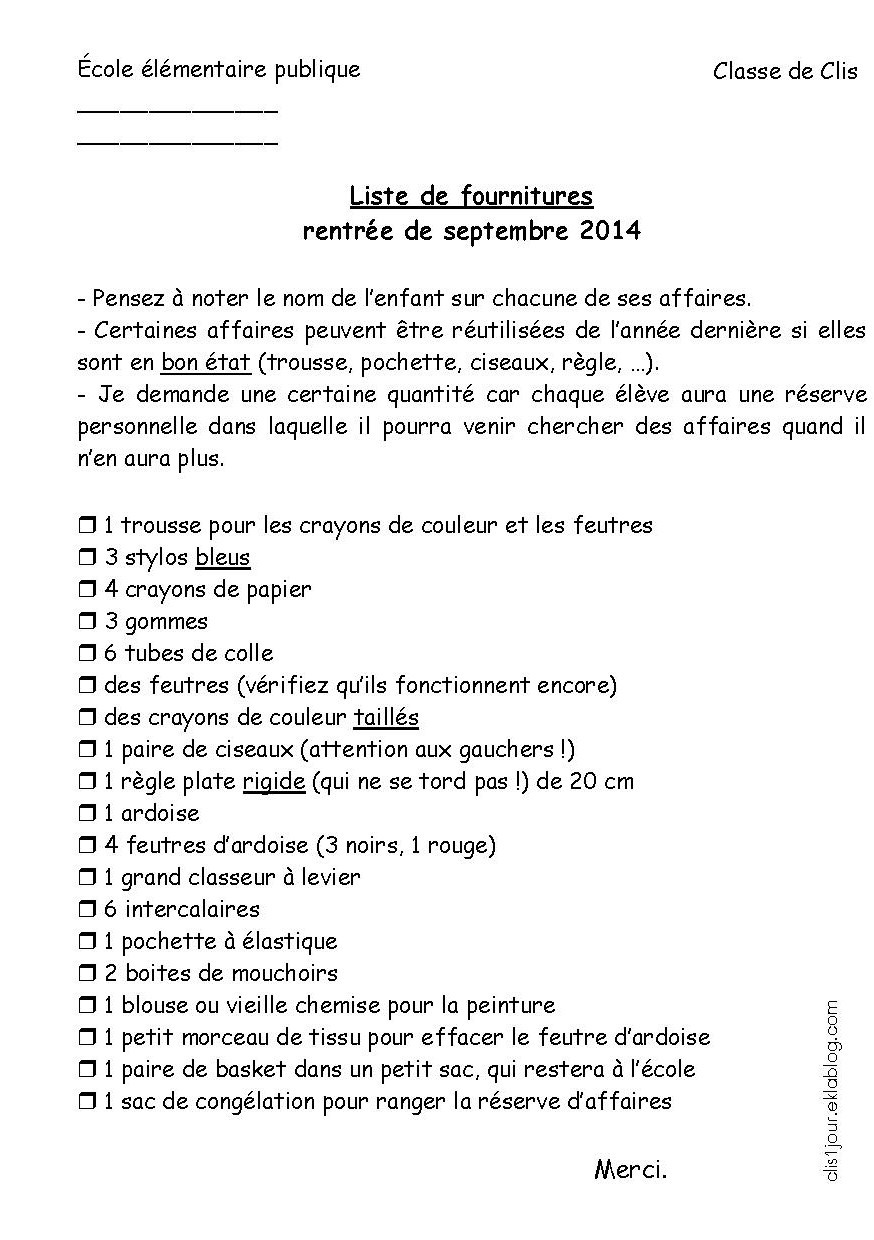 École élémentaire publique
Classe de Clis
______________
______________
Liste de fournitures
rentrée de septembre 2014
- Pensez à noter le nom de l'enfant sur chacune de ses affaires.
- Certaines affaires peuvent être réutilisées de l'année dernière si elles
sont en bon état (trousse, pochette, ciseaux, règle, ...).
- Je demande une certaine quantité car chaque élève aura une réserve
personnelle dans laquelle il pourra venir chercher des affaires quand il
n'en aura plus.
❒ 1 trousse pour les crayons de couleur et les feutres
❒ 3 stylos bleus
❒ 4 crayons de papier
❒ 3 gommes
❒ 6 tubes de colle
❒ des feutres (vérifiez qu'ils fonctionnent encore)
❒ des crayons de couleur taillés
❒ 1 paire de ciseaux (attention aux gauchers !)
❒ 1 règle plate rigide (qui ne se tord pas !) de 20 cm
❒ 1 ardoise
❒ 4 feutres d'ardoise (3 noirs, 1 rouge)
❒ 1 grand classeur à levier
❒ 6 intercalaires
❒ 1 pochette à élastique
❒ 2 boites de mouchoirs
❒ 1 blouse ou vieille chemise pour la peinture
❒ 1 petit morceau de tissu pour effacer le feutre d'ardoise
❒ 1 paire de basket dans un petit sac, qui restera à l'école
❒ 1 sac de congélation pour ranger la réserve d'affaires
Merci.
clis1jour.eklablog.com